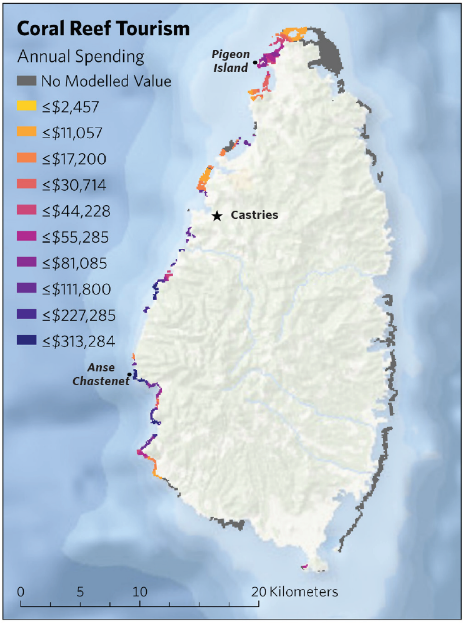 Coral Reef Tourism
Annual Spending
No Modelled Value
≤$2,457
≤$11,057
≤$17,200
≤$30,714
≤$44,228
≤$55,285
≤$81,085
≤$111,800
≤$227,285
≤$313,284
Pigeon
Island
Castries
Anse
Chastenet
0 5 10 20 Kilometers